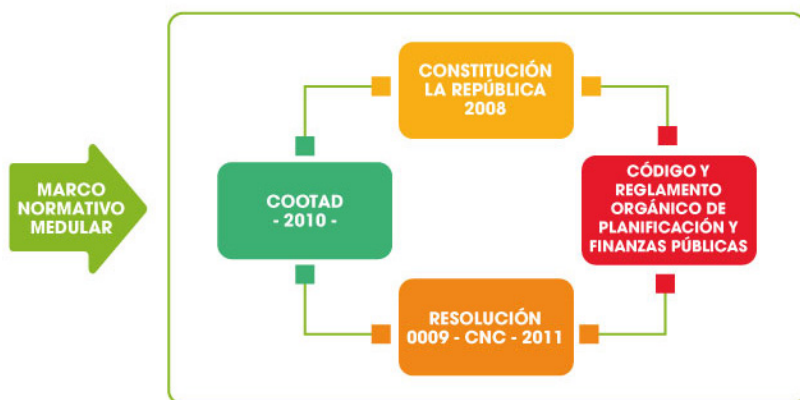 MARCO
NORMATIVO
MEDULAR
CONSTITUCIÓN
LA REPÚBLICA
2008
COOTAD
- 2010 -
CÓDIGO Y
REGLAMENTO
ORGÁNICO DE
PLANIFICACIÓN Y
FINANZAS PÚBLICAS
RESOLUCIÓN
0009 - CNC - 2011